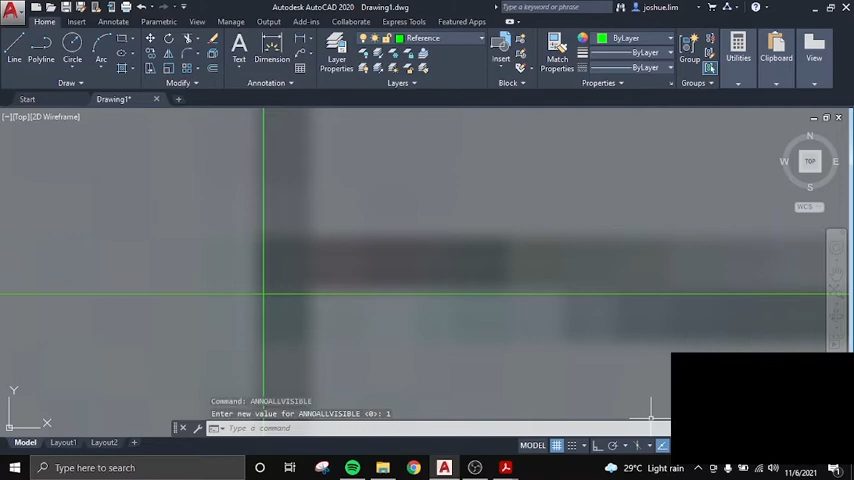 Autodesk AutoCAD 2020 Drawing1.dwg
Type a keyword or phrase
joshue.lim
Home Insert Annotate Parametric View Manage Output Add-ins Collaborate Express Tools Featured Apps
Line Polyline Circle Arc Text Dimension Layer Properties Reference Insert Match Properties ByLayer ByLayer ByLayer Group Utilities Clipboard View
Draw Modify Annotation Layers Block Properties Groups
Start Drawing1*
[−][Top][2D Wireframe]
N
W TOP E
S
WCS
Y
X
Command: ANNOALLVISIBLE
Enter new value for ANNOALLVISIBLE <0>: 1
Type a command
Model Layout1 Layout2 +
MODEL
Type here to search
29°C Light rain
11/6/2021